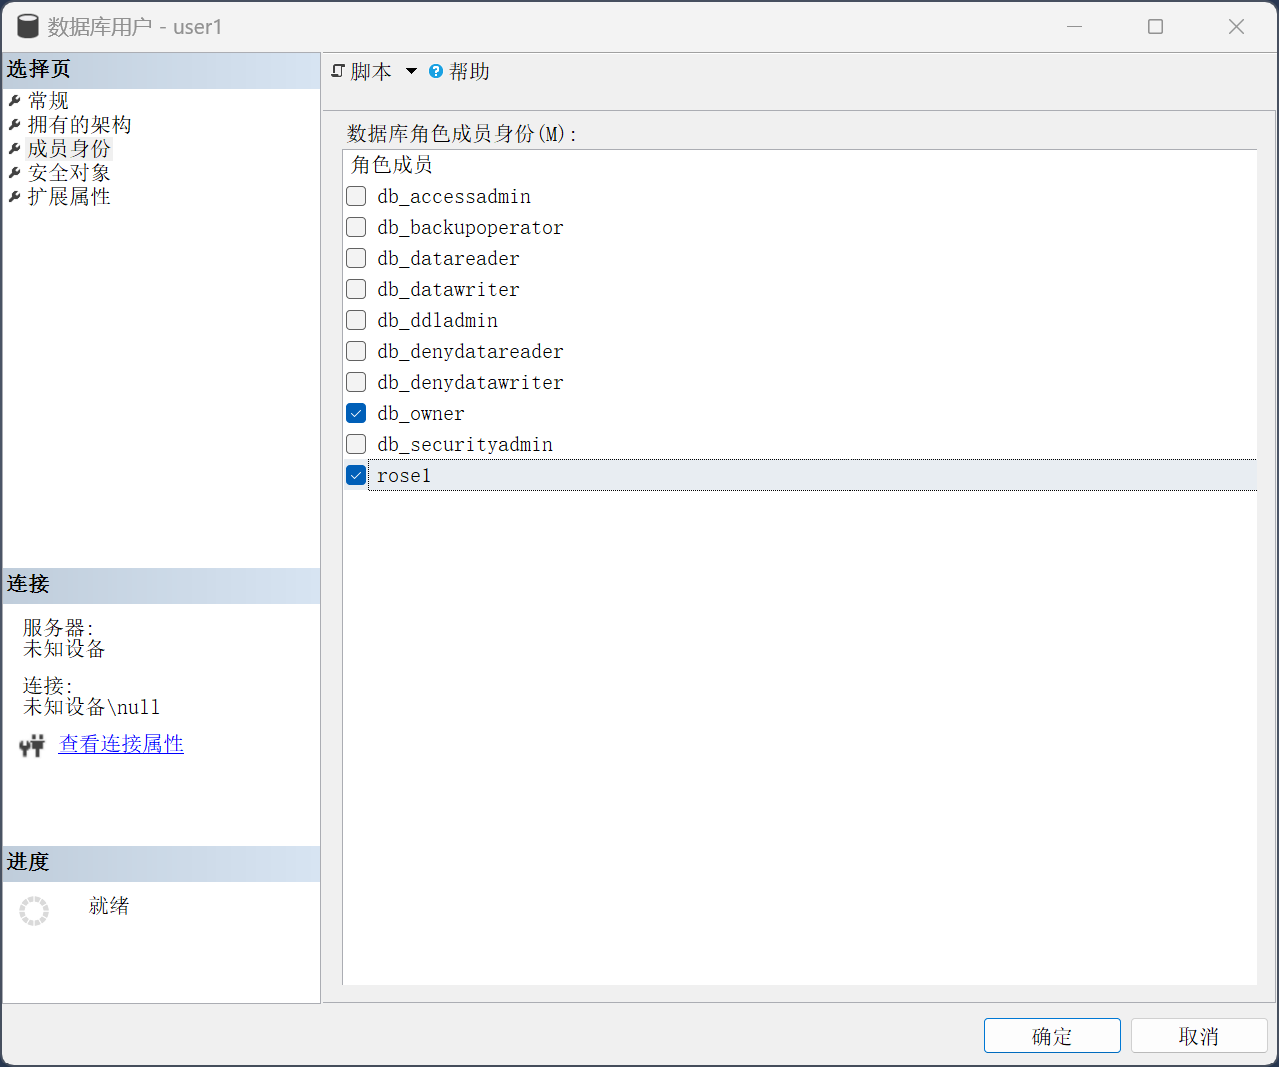 数据库用户 - user1
选择页
常规
拥有的架构
成员身份
安全对象
扩展属性
连接
服务器:
未知设备
连接:
未知设备\null
查看连接属性
进度
就绪
脚本 帮助
数据库角色成员身份(M):
角色成员
db_accessadmin
db_backupoperator
db_datareader
db_datawriter
db_ddladmin
db_denydatareader
db_denydatawriter
db_owner
db_securityadmin
rose1
确定 取消